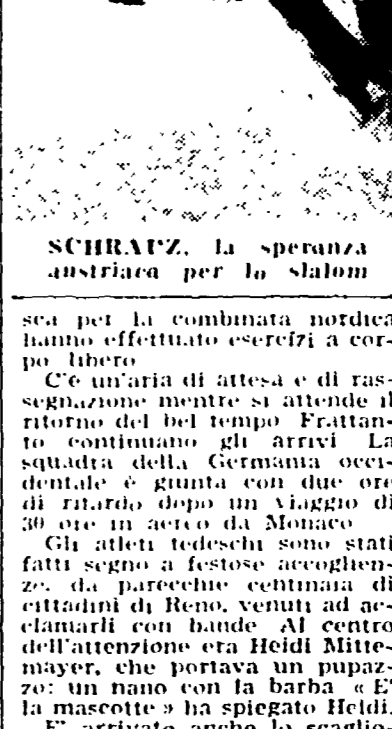 SCHRAPZ, la speranza
austriaca per lo slalom
sca per la combinata nordica
hanno effettuato esercizi a cor-
po libero
C'è un'aria di attesa e di ras-
segnazione mentre si attende il
ritorno del bel tempo Frattan-
to continuano gli arrivi La
squadra della Germania occi-
dentale è giunta con due ore
di ritardo dopo un viaggio di
30 ore in aereo da Monaco
Gli atleti tedeschi sono stati
fatti segno a festose accoglien-
ze. da parecchie centinaia di
cittadini di Reno, venuti ad ac-
clamarli con bande Al centro
dell'attenzione era Heidi Mitte-
mayer, che portava un pupaz-
zo: un nano con la barba « E'
la mascotte » ha spiegato Heidi.
E' arrivato anche lo scaglio-